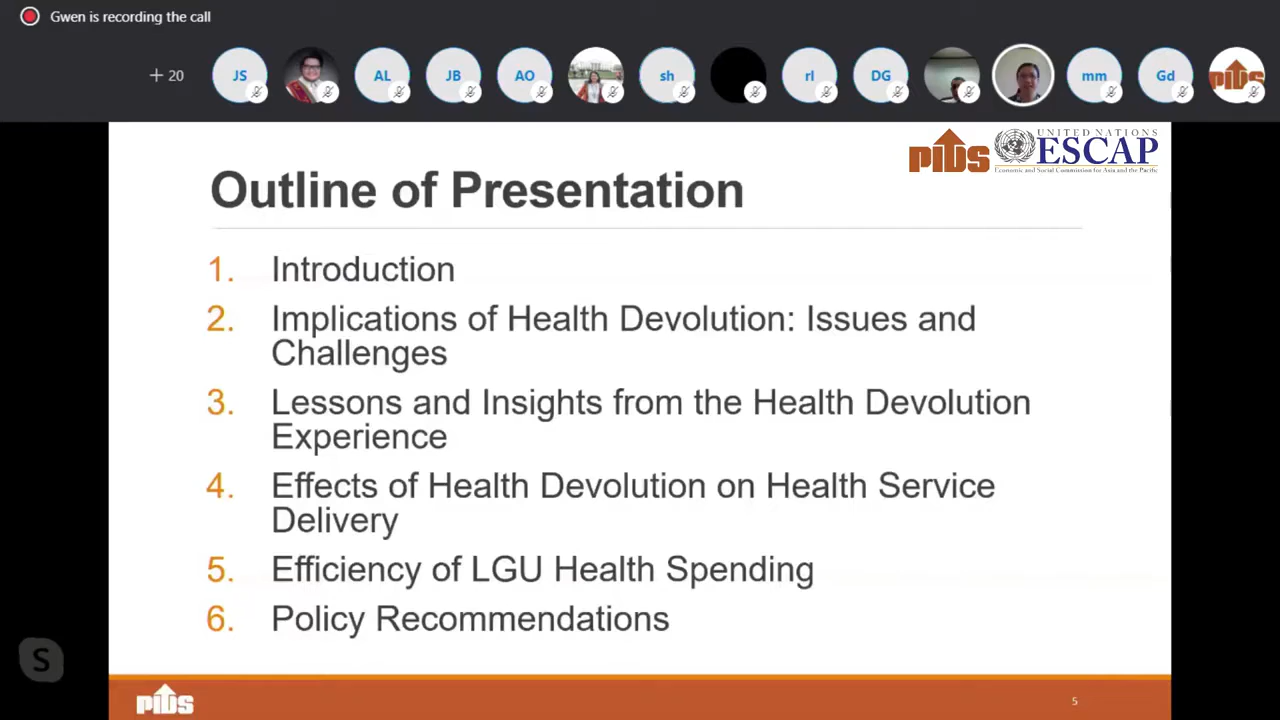 Gwen is recording the call
+ 20
JS
AL
JB
AO
sh
rl
DG
mm
Gd
PIDS
PIDS
UNITED NATIONS
ESCAP
Economic and Social Commission for Asia and the Pacific
Outline of Presentation
1. Introduction
2. Implications of Health Devolution: Issues and
Challenges
3. Lessons and Insights from the Health Devolution
Experience
4. Effects of Health Devolution on Health Service
Delivery
5. Efficiency of LGU Health Spending
6. Policy Recommendations
S
PIDS
5